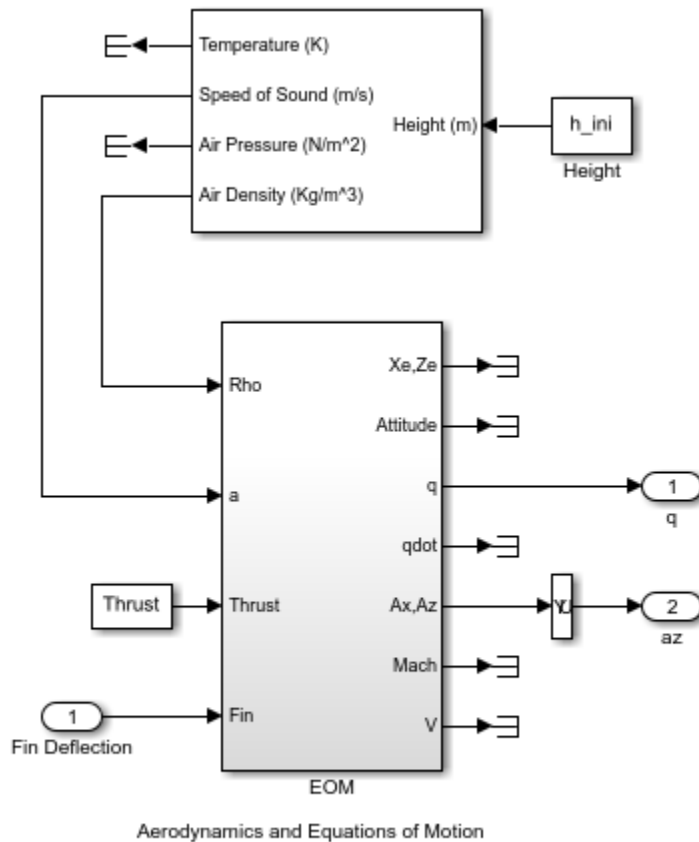 Temperature (K)
Speed of Sound (m/s)
Air Pressure (N/m^2)
Air Density (Kg/m^3)
Height (m)
h_ini
Height
Rho
a
Thrust
Fin
Xe,Ze
Attitude
q
qdot
Ax,Az
Mach
V
Thrust
1
Fin Deflection
1
q
2
az
EOM
Aerodynamics and Equations of Motion